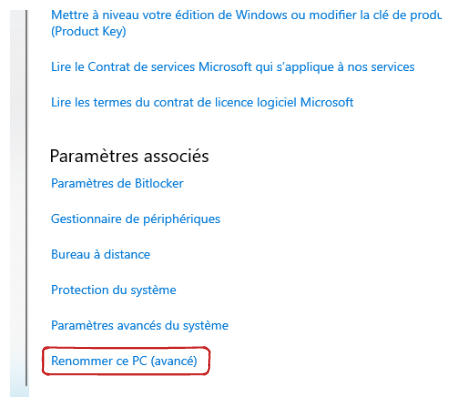 Mettre à niveau votre édition de Windows ou modifier la clé de produ
(Product Key)
Lire le Contrat de services Microsoft qui s'applique à nos services
Lire les termes du contrat de licence logiciel Microsoft
Paramètres associés
Paramètres de Bitlocker
Gestionnaire de périphériques
Bureau à distance
Protection du système
Paramètres avancés du système
Renommer ce PC (avancé)